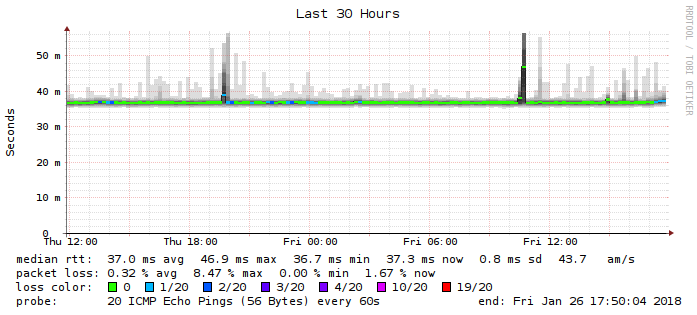 Last 30 Hours
RRDTOOL / TOBI OETIKER
Seconds
50 m
40 m
30 m
20 m
10 m
0
Thu 12:00 Thu 18:00 Fri 00:00 Fri 06:00 Fri 12:00
median rtt: 37.0 ms avg 46.9 ms max 36.7 ms min 37.3 ms now 0.8 ms sd 43.7 am/s
packet loss: 0.32 % avg 8.47 % max 0.00 % min 1.67 % now
loss color: 0 1/20 2/20 3/20 4/20 10/20 19/20
probe: 20 ICMP Echo Pings (56 Bytes) every 60s end: Fri Jan 26 17:50:04 2018